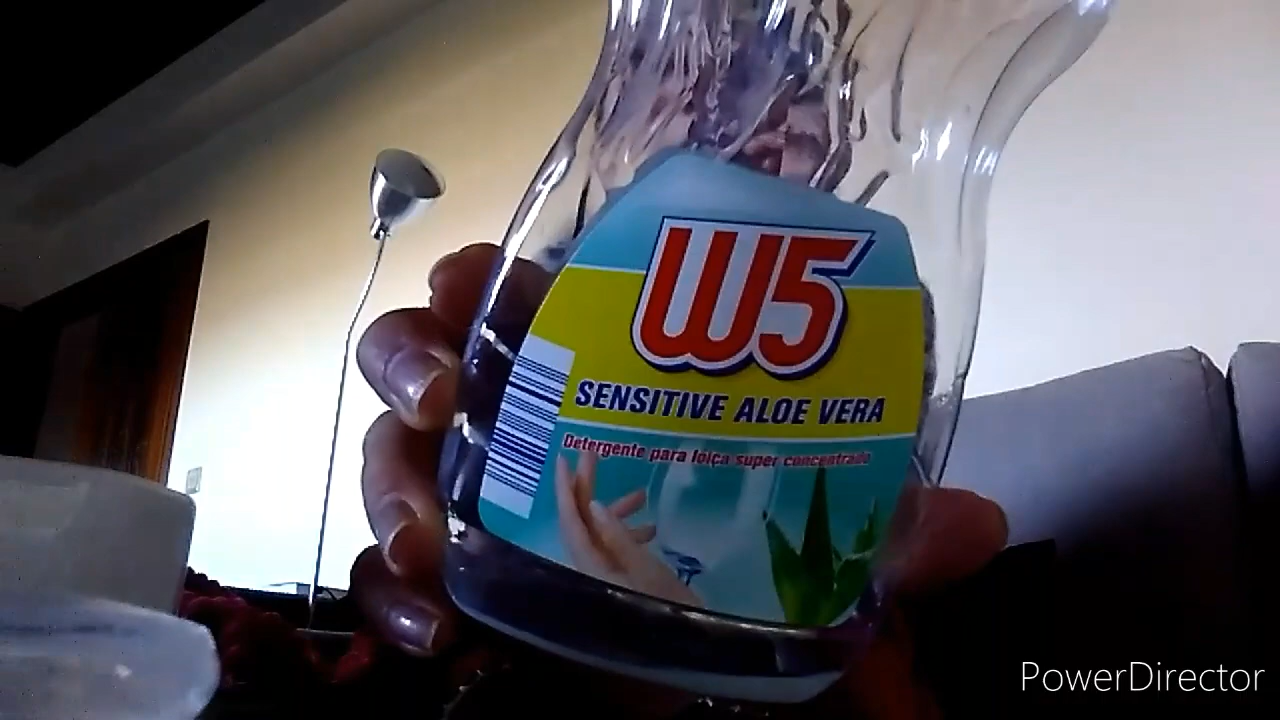 W5
SENSITIVE ALOE VERA
Detergente para loiça super concentrado
PowerDirector